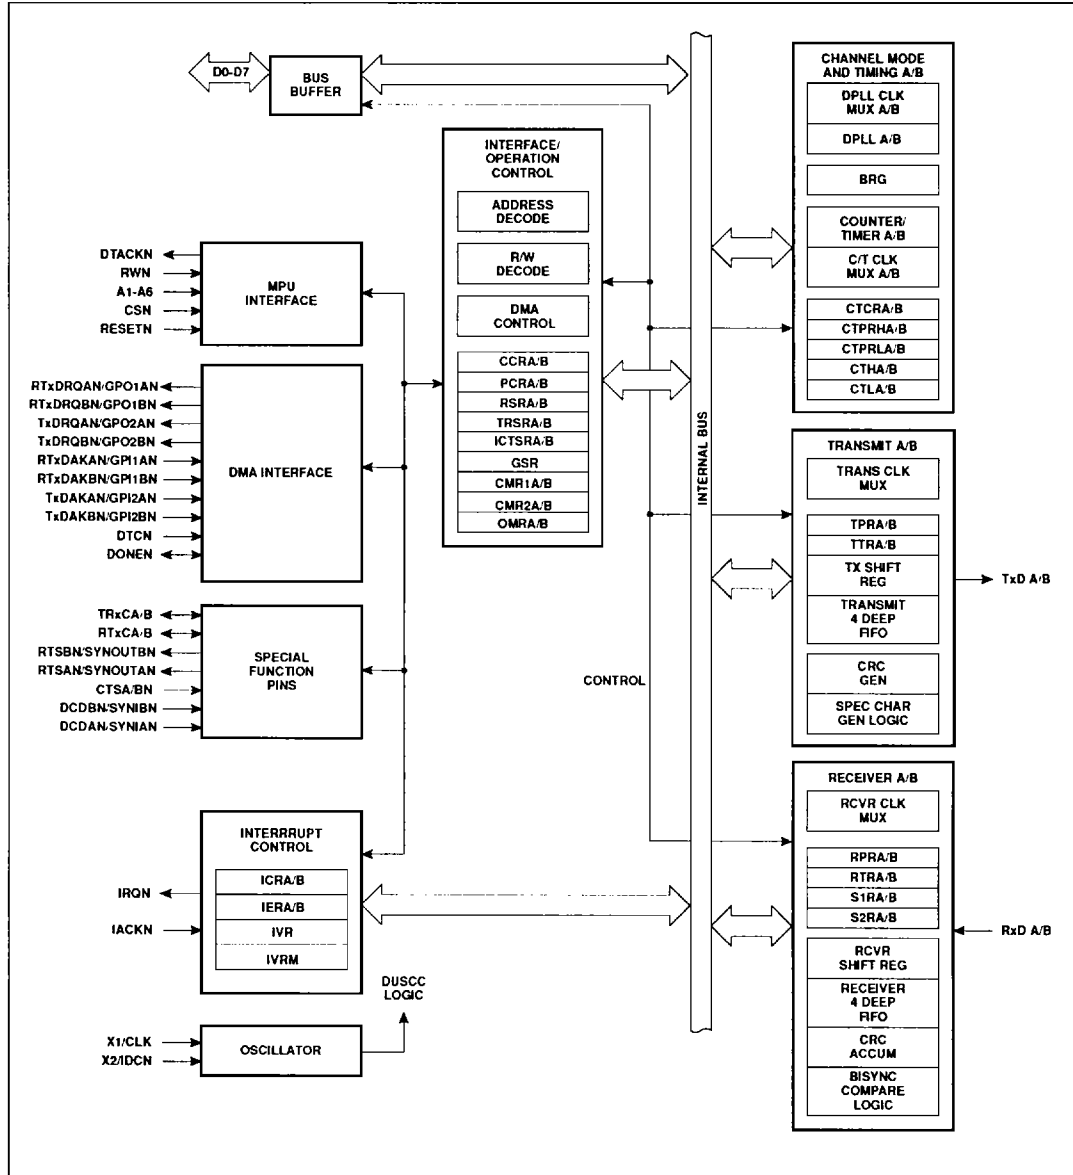 D0-D7
BUS
BUFFER
INTERFACE/
OPERATION
CONTROL
ADDRESS
DECODE
R/W
DECODE
DMA
CONTROL
CCRA/B
PCRA/B
RSRA/B
TRSRA/B
ICTSRA/B
GSR
CMR1A/B
CMR2A/B
OMRA/B
DTACKN
RWN
A1-A6
CSN
RESETN
MPU
INTERFACE
RTxDRQAN/GPO1AN
RTxDRQBN/GPO1BN
TxDRQAN/GPO2AN
TxDRQBN/GPO2BN
RTxDAKAN/GPI1AN
RTxDAKBN/GPI1BN
TxDAKAN/GPI2AN
TxDAKBN/GPI2BN
DTCN
DONEN
DMA INTERFACE
TRxCA/B
RTxCA/B
RTSBN/SYNOUTBN
RTSAN/SYNOUTAN
CTSA/BN
DCDBN/SYNIBN
DCDAN/SYNIAN
SPECIAL
FUNCTION
PINS
INTERRRUPT
CONTROL
ICRA/B
IERA/B
IVR
IVRM
IRQN
IACKN
DUSCC
LOGIC
X1/CLK
X2/IDCN
OSCILLATOR
CONTROL
INTERNAL BUS
CHANNEL MODE
AND TIMING A/B
DPLL CLK
MUX A/B
DPLL A/B
BRG
COUNTER/
TIMER A/B
C/T CLK
MUX A/B
CTCRA/B
CTPRHA/B
CTPRLA/B
CTHA/B
CTLA/B
TRANSMIT A/B
TRANS CLK
MUX
TPRA/B
TTRA/B
TX SHIFT
REG
TRANSMIT
4 DEEP
FIFO
CRC
GEN
SPEC CHAR
GEN LOGIC
TxD A/B
RECEIVER A/B
RCVR CLK
MUX
RPRA/B
RTRA/B
S1RA/B
S2RA/B
RCVR
SHIFT REG
RECEIVER
4 DEEP
FIFO
CRC
ACCUM
BISYNC
COMPARE
LOGIC
RxD A/B